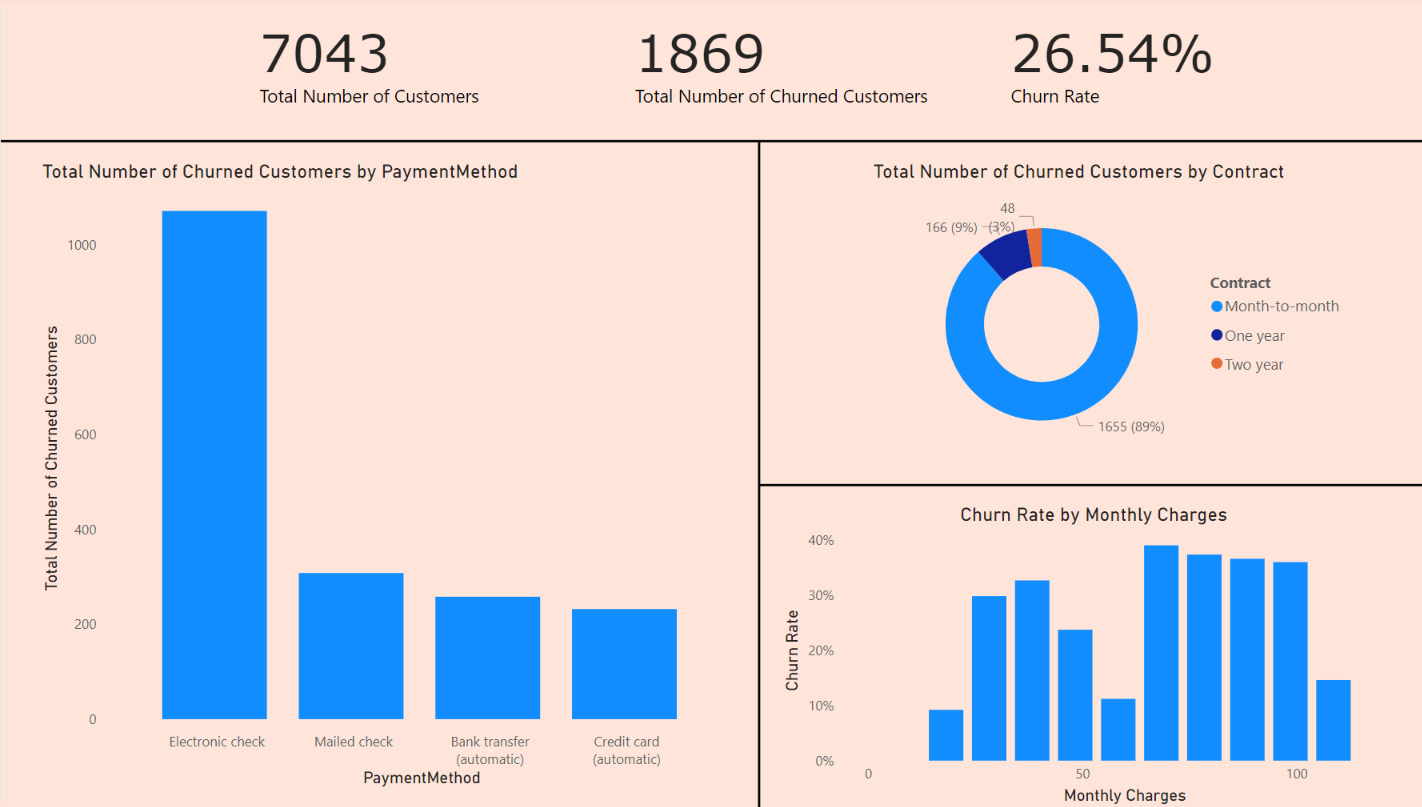 7043
Total Number of Customers
1869
Total Number of Churned Customers
26.54%
Churn Rate
Total Number of Churned Customers by PaymentMethod
Total Number of Churned Customers
1000
800
600
400
200
0
Electronic check
Mailed check
Bank transfer
(automatic)
Credit card
(automatic)
PaymentMethod
Total Number of Churned Customers by Contract
48
(3%)
166 (9%)
1655 (89%)
Contract
Month-to-month
One year
Two year
Churn Rate by Monthly Charges
Churn Rate
40%
30%
20%
10%
0%
0
50
100
Monthly Charges